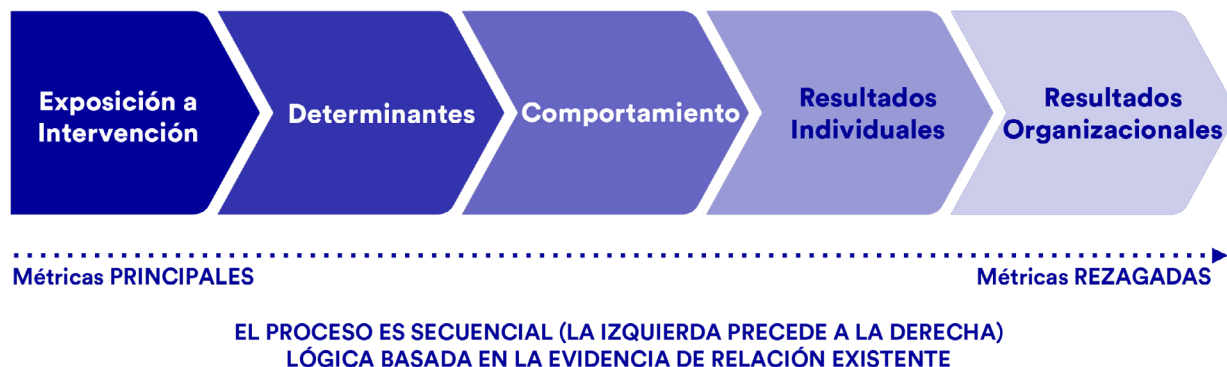 Exposición a
Intervención
Determinantes
Comportamiento
Resultados
Individuales
Resultados
Organizacionales
Métricas PRINCIPALES
Métricas REZAGADAS
EL PROCESO ES SECUENCIAL (LA IZQUIERDA PRECEDE A LA DERECHA)
LÓGICA BASADA EN LA EVIDENCIA DE RELACIÓN EXISTENTE